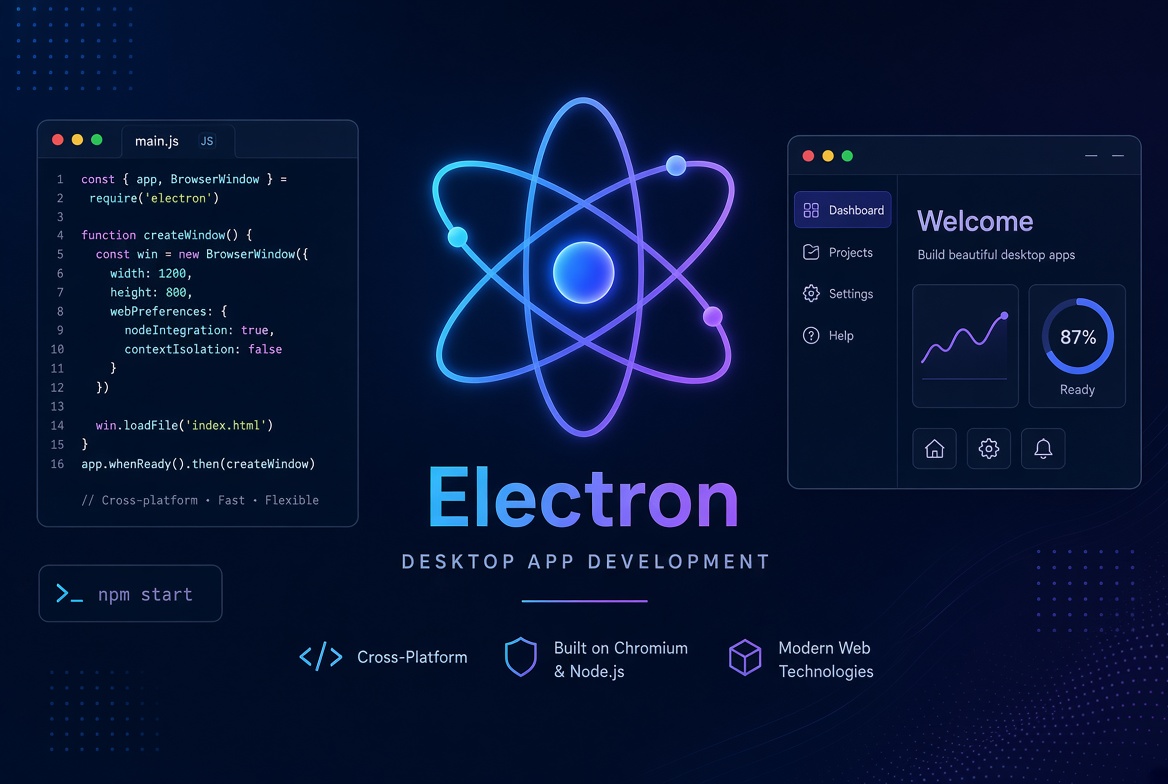 main.js JS
1 const { app, BrowserWindow } =
2 require('electron')
3
4 function createWindow() {
5 const win = new BrowserWindow({
6 width: 1200,
7 height: 800,
8 webPreferences: {
9 nodeIntegration: true,
10 contextIsolation: false
11 }
12 })
13
14 win.loadFile('index.html')
15 }
16 app.whenReady().then(createWindow)
// Cross-platform • Fast • Flexible
>_ npm start
Electron
DESKTOP APP DEVELOPMENT
</> Cross-Platform
Built on Chromium
& Node.js
Modern Web
Technologies
Dashboard
Projects
Settings
Help
Welcome
Build beautiful desktop apps
87%
Ready